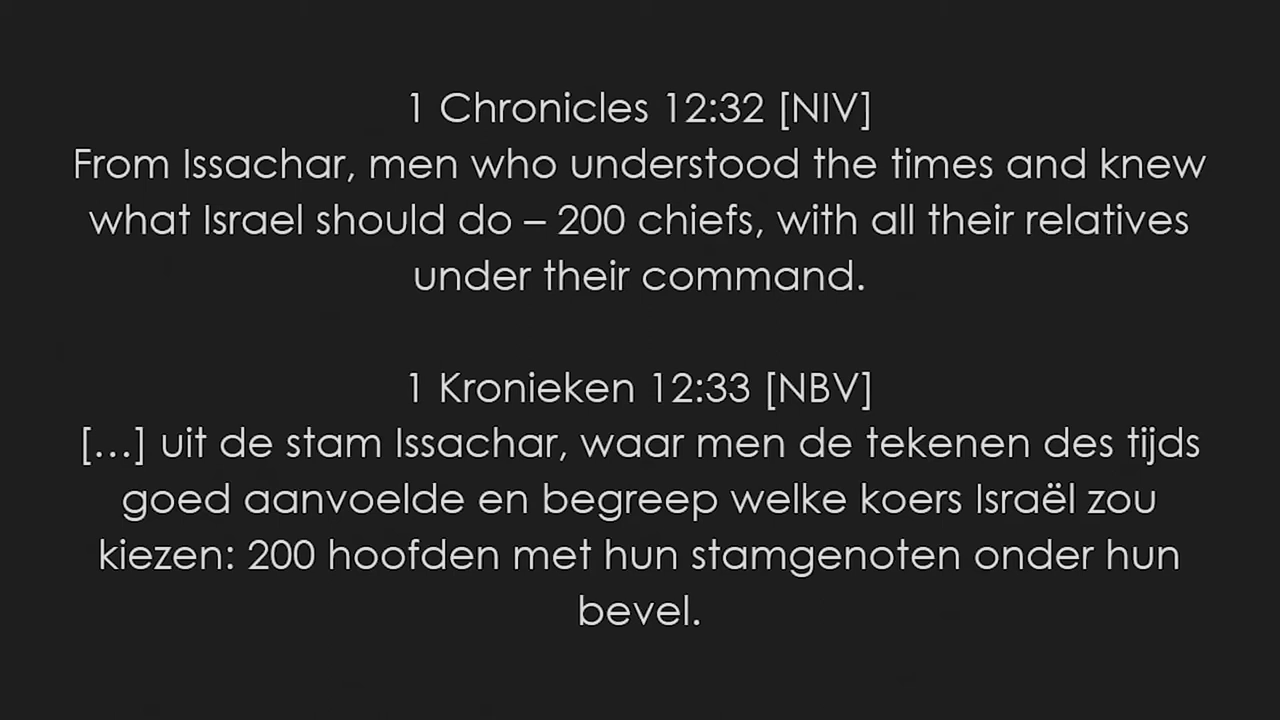 1 Chronicles 12:32 [NIV]
From Issachar, men who understood the times and knew
what Israel should do – 200 chiefs, with all their relatives
under their command.
1 Kronieken 12:33 [NBV]
[...] uit de stam Issachar, waar men de tekenen des tijds
goed aanvoelde en begreep welke koers Israël zou
kiezen: 200 hoofden met hun stamgenoten onder hun
bevel.